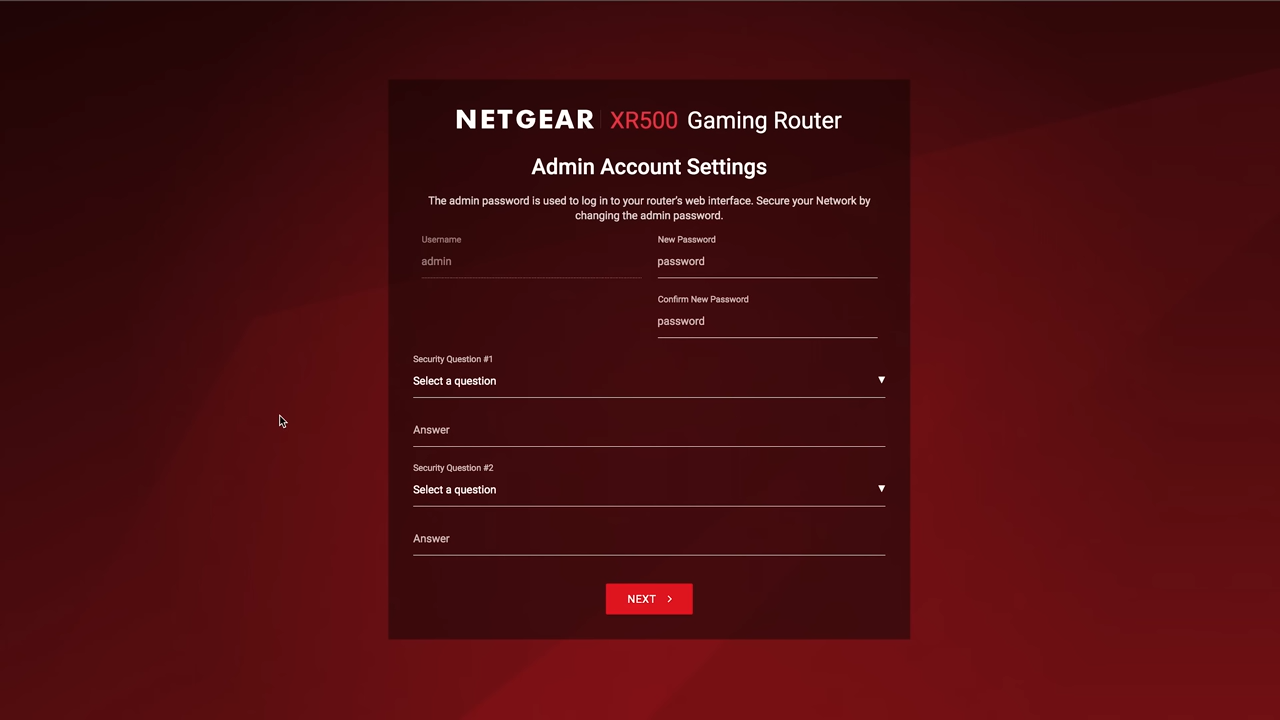 NETGEAR XR500 Gaming Router
Admin Account Settings
The admin password is used to log in to your router's web interface. Secure your Network by
changing the admin password.
Username
New Password
admin
password
Confirm New Password
password
Security Question #1
Select a question
Answer
Security Question #2
Select a question
Answer
NEXT